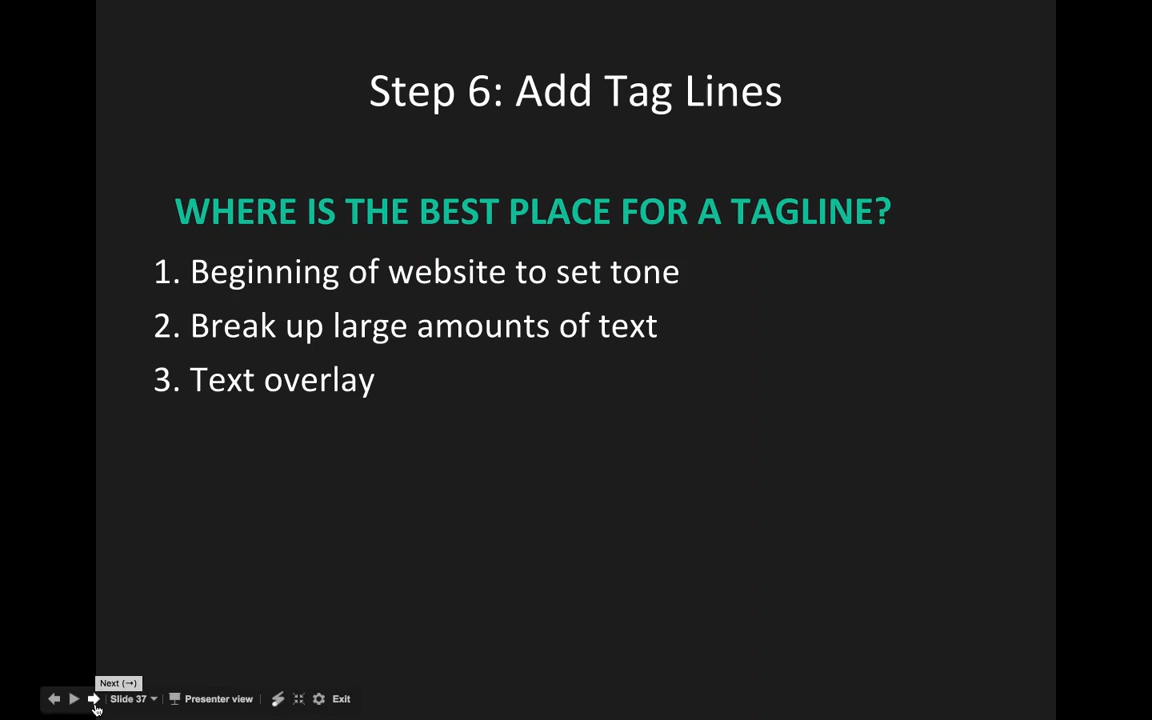 Step 6: Add Tag Lines
WHERE IS THE BEST PLACE FOR A TAGLINE?
1. Beginning of website to set tone
2. Break up large amounts of text
3. Text overlay
Next (→)
Slide 37 Presenter view Exit